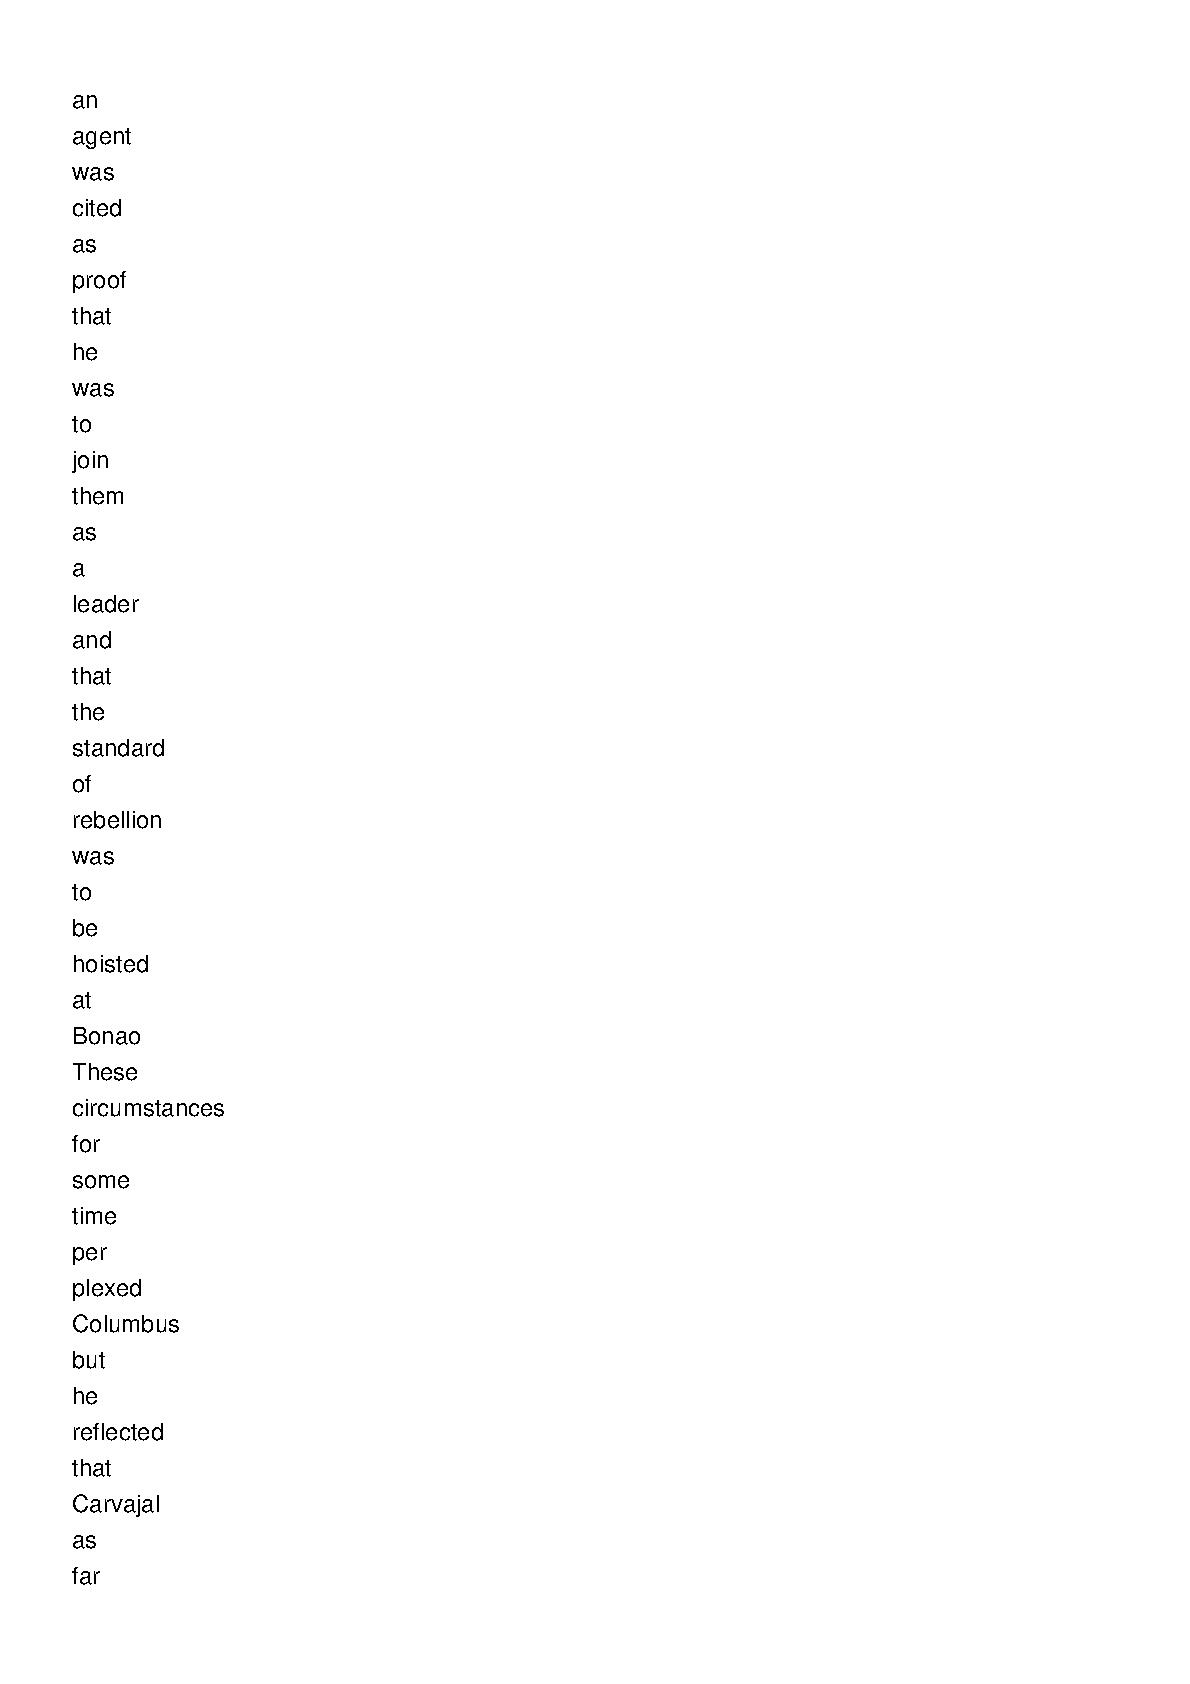 an
agent
was
cited
as
proof
that
he
was
to
join
them
as
a
leader
and
that
the
standard
of
rebellion
was
to
be
hoisted
at
Bonao
These
circumstances
for
some
time
per
plexed
Columbus
but
he
reflected
that
Carvajal
as
far